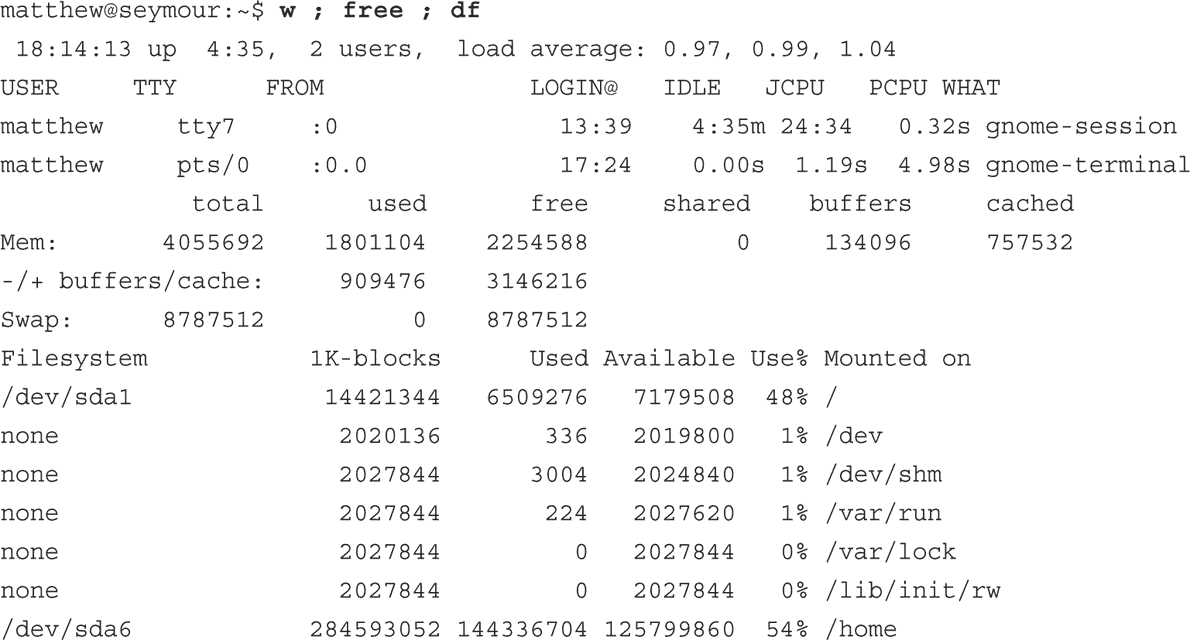 matthew@seymour:~$ w ; free ; df
18:14:13 up  4:35,  2 users,  load average: 0.97, 0.99, 1.04
USER     TTY      FROM              LOGIN@   IDLE   JCPU   PCPU WHAT
matthew     tty7     :0               13:39    4:35m 24:34   0.32s gnome-session
matthew     pts/0    :0.0             17:24    0.00s  1.19s  4.98s gnome-terminal
             total       used       free     shared    buffers     cached
Mem:       4055692    1801104    2254588          0     134096     757532
-/+ buffers/cache:     909476    3146216
Swap:      8787512          0    8787512
Filesystem           1K-blocks      Used Available Use% Mounted on
/dev/sda1             14421344   6509276   7179508  48% /
none                   2020136       336   2019800   1% /dev
none                   2027844      3004   2024840   1% /dev/shm
none                   2027844       224   2027620   1% /var/run
none                   2027844         0   2027844   0% /var/lock
none                   2027844         0   2027844   0% /lib/init/rw
/dev/sda6            284593052 144336704 125799860  54% /home